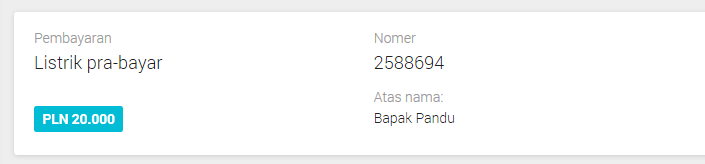 Pembayaran
Listrik pra-bayar
PLN 20.000
Nomer
2588694
Atas nama:
Bapak Pandu